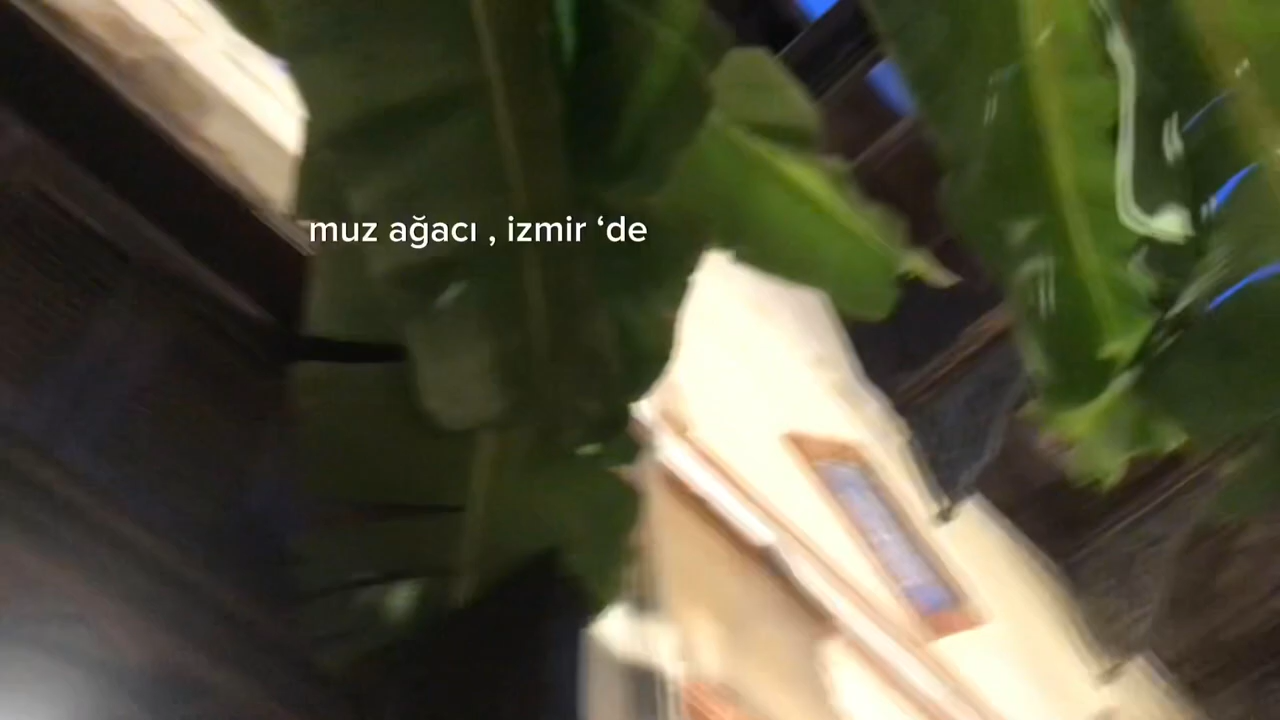 muz ağacı , izmir ‘de